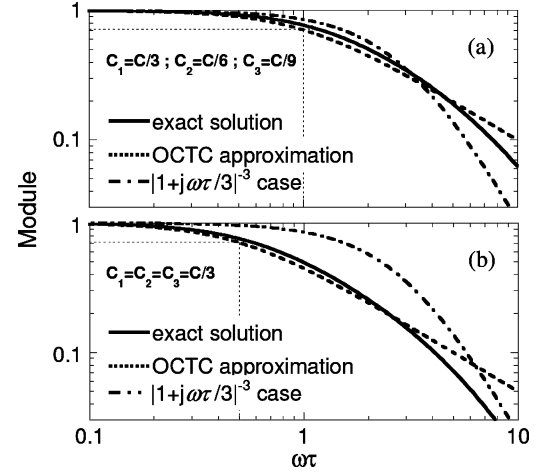 1
(a)
C₁=C/3 ; C₂=C/6 ; C₃=C/9
0.1
exact solution
OCTC approximation
|1+jωτ/3|⁻³ case
Module
1
(b)
C₁=C₂=C₃=C/3
0.1
exact solution
OCTC approximation
|1+jωτ/3|⁻³ case
0.1 1 10
ωτ